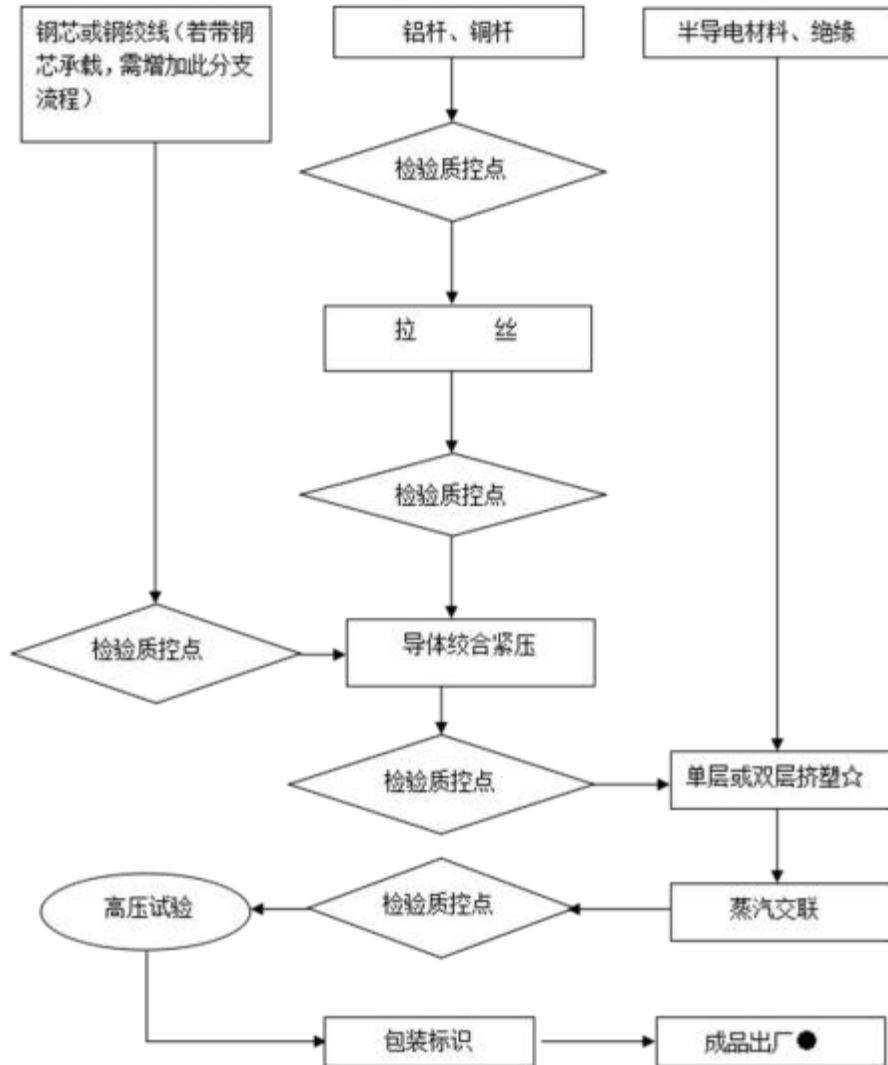 钢芯或钢绞线（若带钢
芯承载，需增加此分支
流程）
铝杆、铜杆
半导电材料、绝缘
检验质控点
拉 丝
检验质控点
检验质控点
导体绞合紧压
检验质控点
单层或双层挤塑☆
高压试验
检验质控点
蒸汽交联
包装标识
成品出厂●